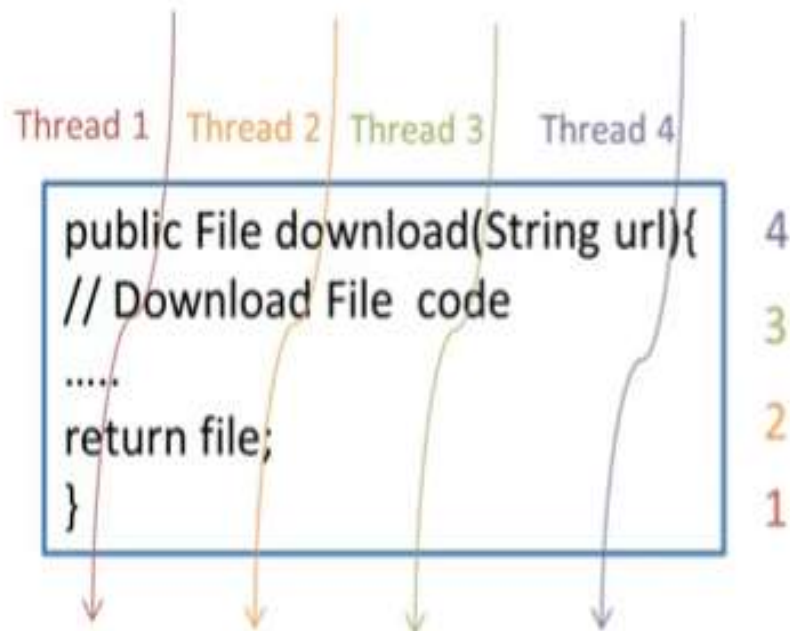 Thread 1 Thread 2 Thread 3 Thread 4
public File download(String url){ 4
// Download File code
3
.....
return file; 2
} 1